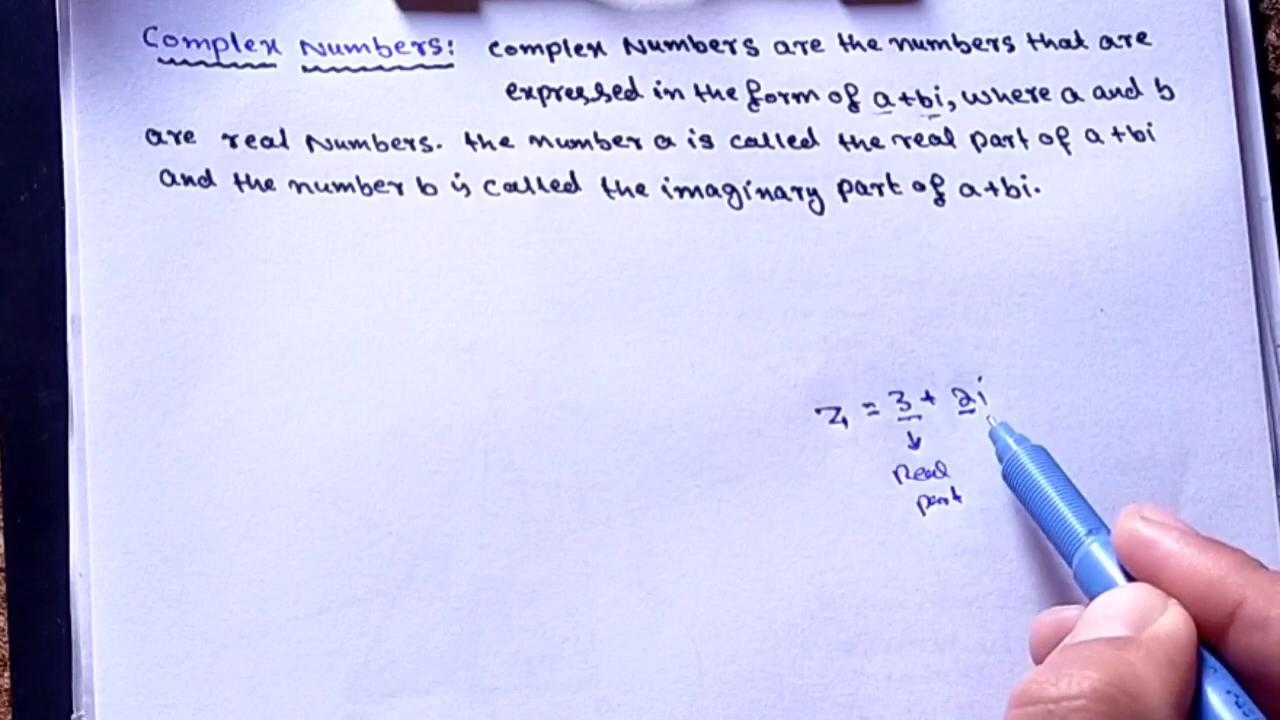 Complex Numbers: Complex Numbers are the numbers that are
expressed in the form of a+bi, where a and b
are real Numbers. the number a is called the real part of a+bi
and the number b is called the imaginary part of a+bi.
z₁ = 3 + 2i
↓
Real
part